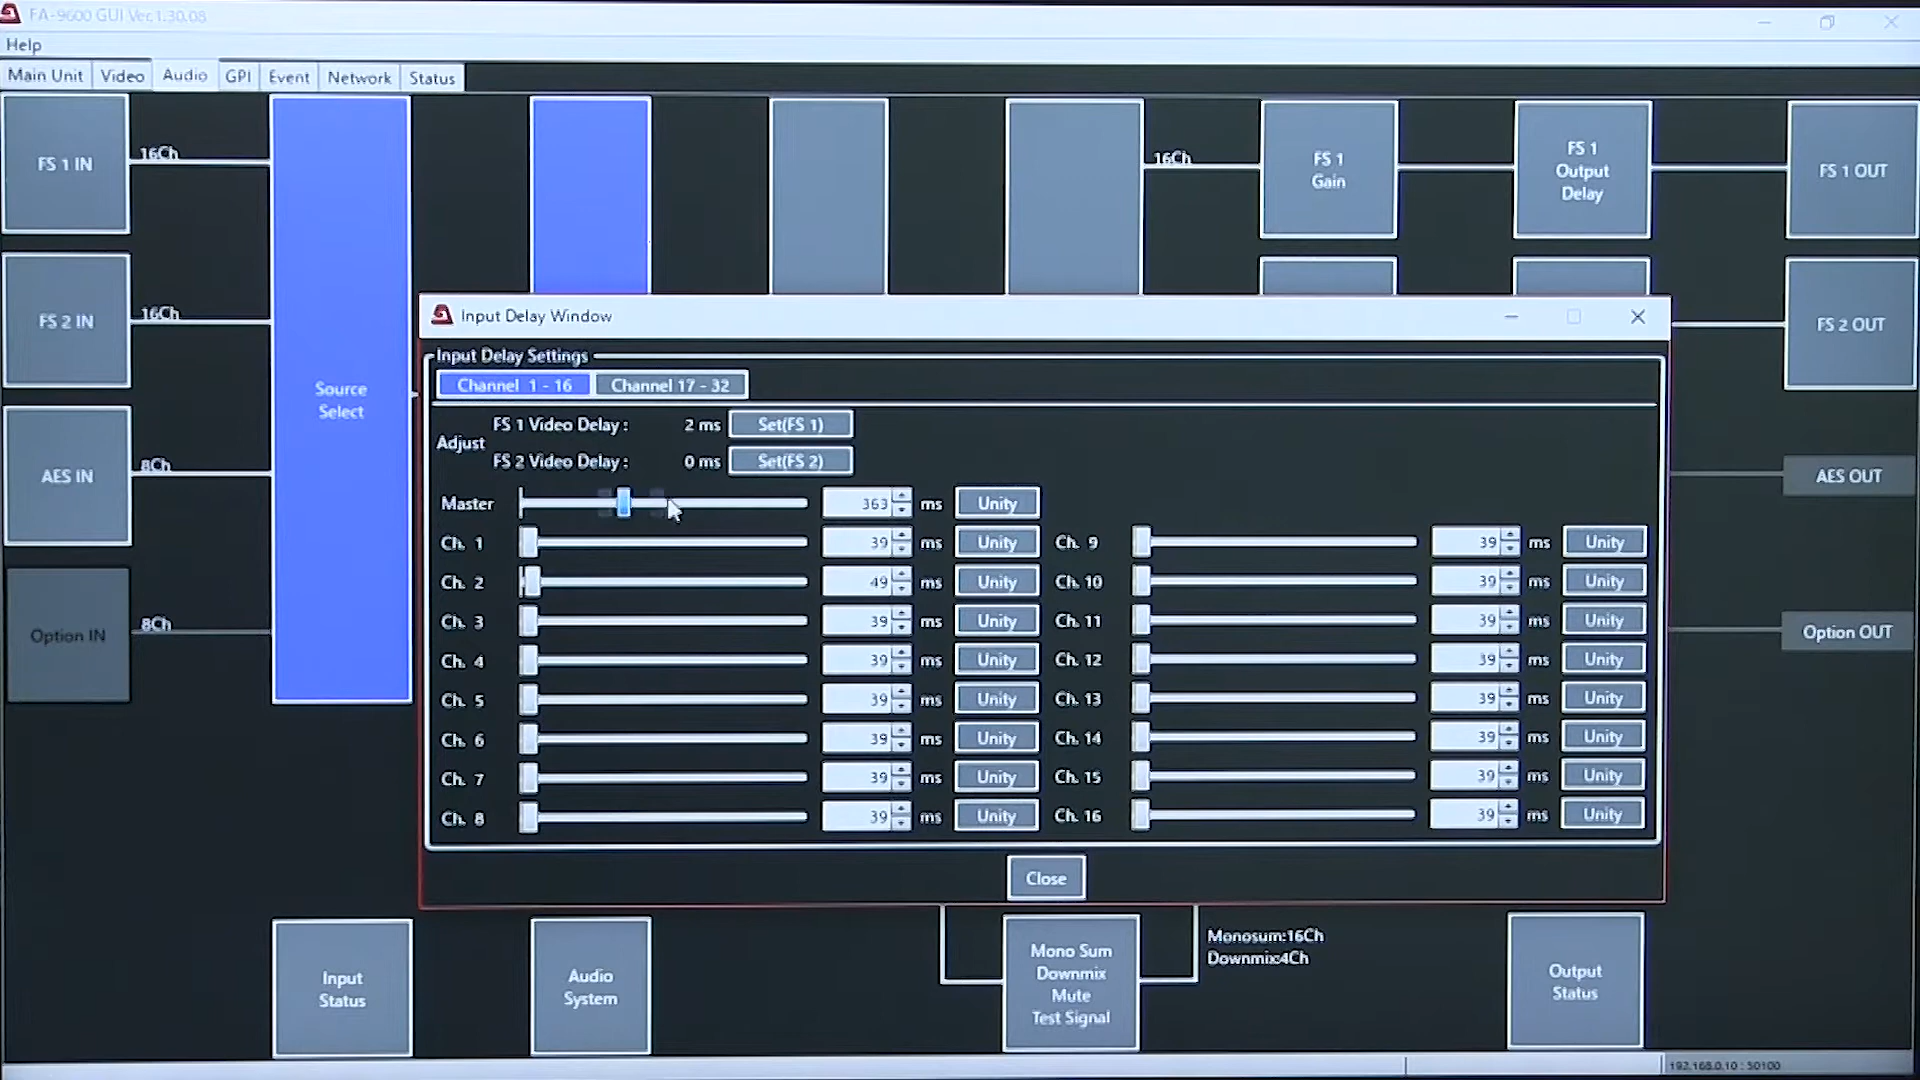 FA-9600 GUI Ver.1.30.08
Help
Main Unit Video Audio GPI Event Network Status
FS 1 IN
16Ch
FS 2 IN
16Ch
AES IN
8Ch
Option IN
8Ch
Source
Select
16Ch
FS 1
Gain
FS 1
Output
Delay
FS 1 OUT
FS 2 OUT
AES OUT
Option OUT
Input Delay Window
Input Delay Settings
Channel 1 - 16 Channel 17 - 32
Adjust
FS 1 Video Delay : 2 ms Set(FS 1)
FS 2 Video Delay : 0 ms Set(FS 2)
Master 363 ms Unity
Ch. 1 39 ms Unity Ch. 9 39 ms Unity
Ch. 2 49 ms Unity Ch. 10 39 ms Unity
Ch. 3 39 ms Unity Ch. 11 39 ms Unity
Ch. 4 39 ms Unity Ch. 12 39 ms Unity
Ch. 5 39 ms Unity Ch. 13 39 ms Unity
Ch. 6 39 ms Unity Ch. 14 39 ms Unity
Ch. 7 39 ms Unity Ch. 15 39 ms Unity
Ch. 8 39 ms Unity Ch. 16 39 ms Unity
Close
Input
Status
Audio
System
Mono Sum
Downmix
Mute
Test Signal
Monosum:16Ch
Downmix:4Ch
Output
Status
192.168.0.10 : 50100